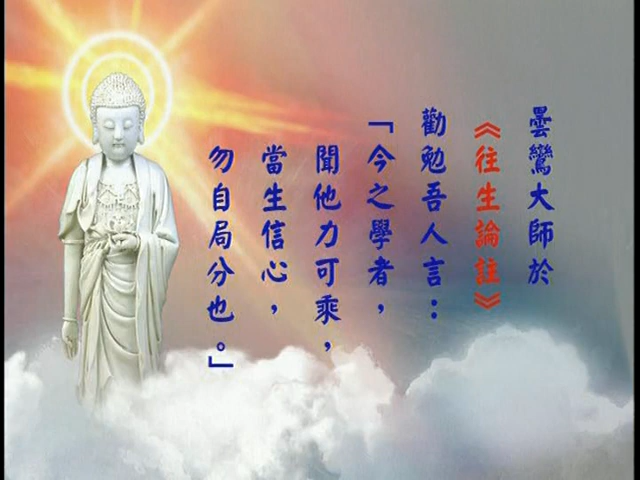 曇鸞大師於
《往生論註》
勸勉吾人言：
「今之學者，
聞他力可乘，
當生信心，
勿自局分也。」